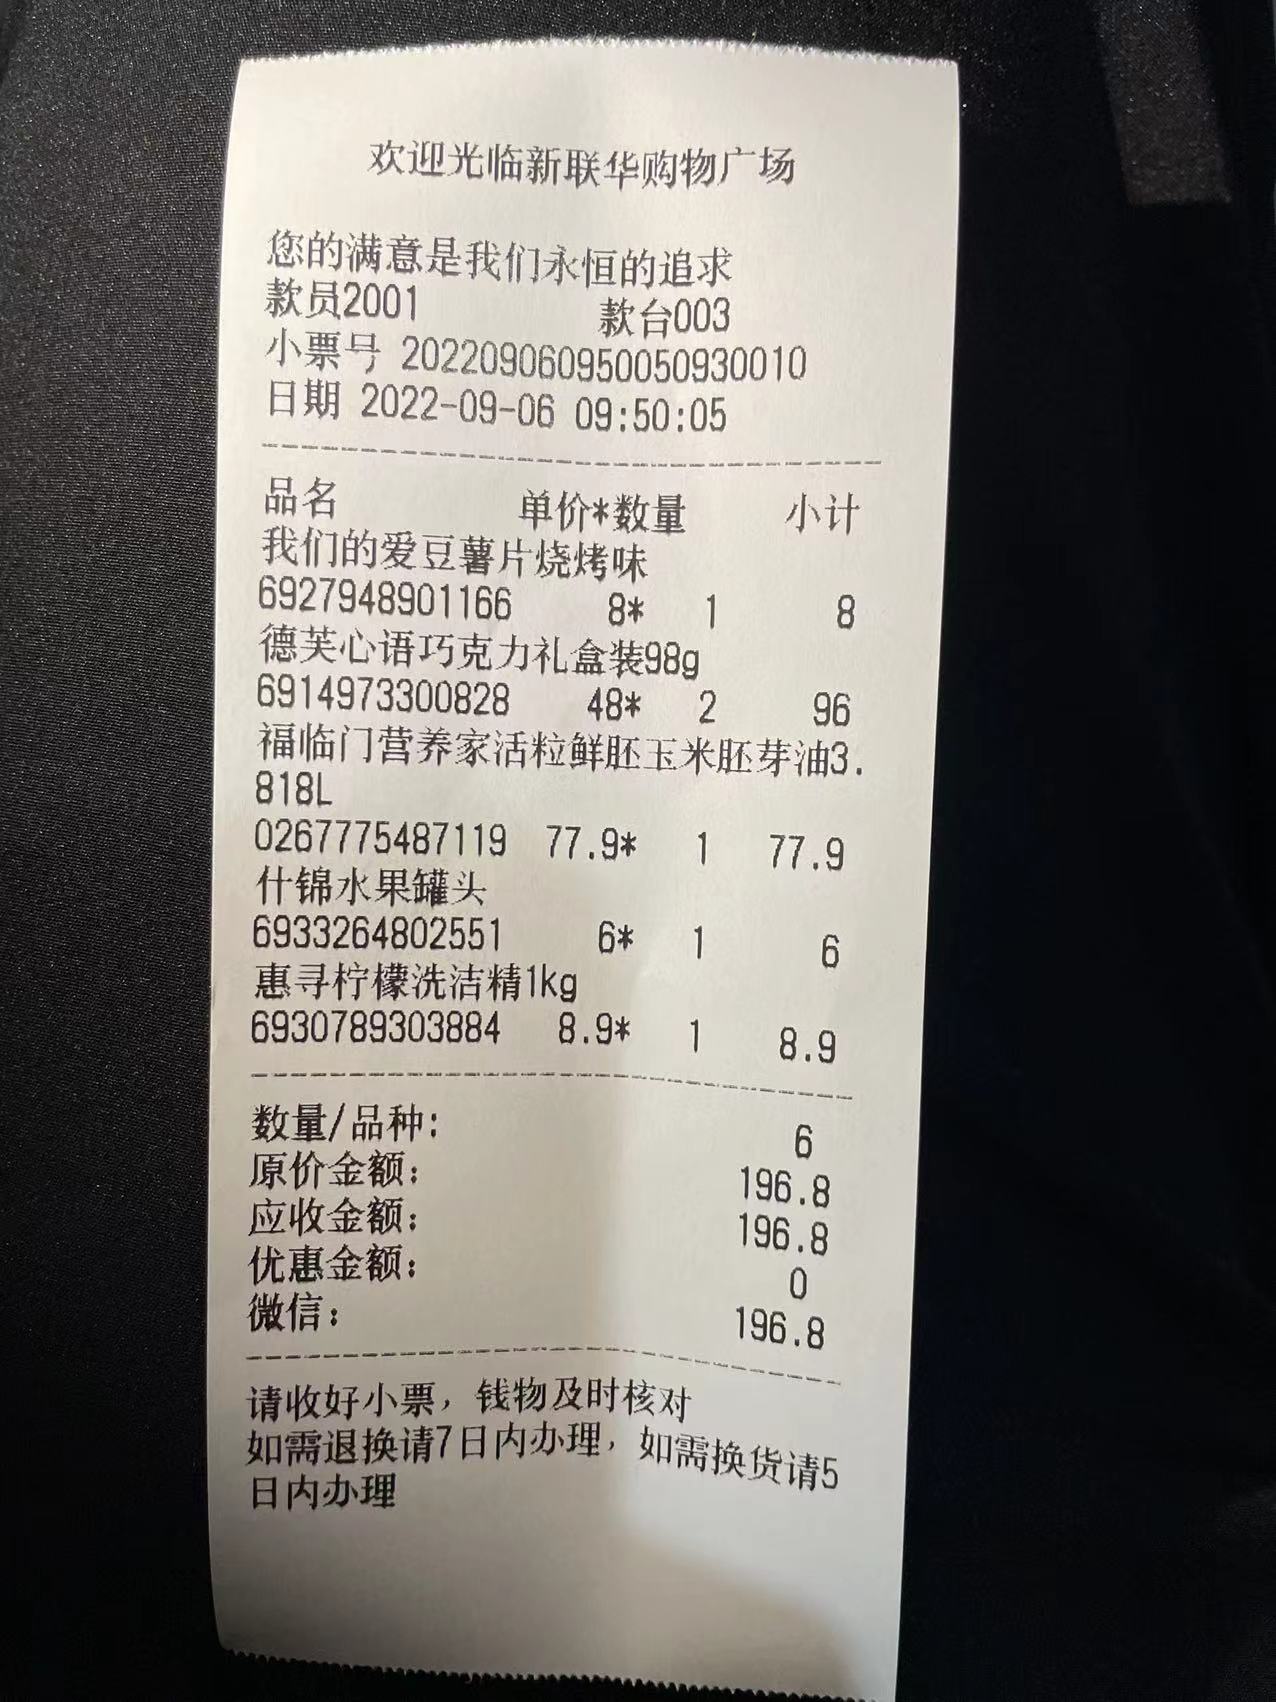 欢迎光临新联华购物广场
您的满意是我们永恒的追求
款员2001 款台003
小票号 202209060950050930010
日期 2022-09-06 09:50:05
品名 单价*数量 小计
我们的爱豆薯片烧烤味
6927948901166 8* 1 8
德芙心语巧克力礼盒装98g
6914973300828 48* 2 96
福临门营养家活粒鲜胚玉米胚芽油3.
818L
0267775487119 77.9* 1 77.9
什锦水果罐头
6933264802551 6* 1 6
惠寻柠檬洗洁精1kg
6930789303884 8.9* 1 8.9
数量/品种: 6
原价金额: 196.8
应收金额: 196.8
优惠金额: 0
微信: 196.8
请收好小票，钱物及时核对
如需退换请7日内办理，如需换货请5
日内办理